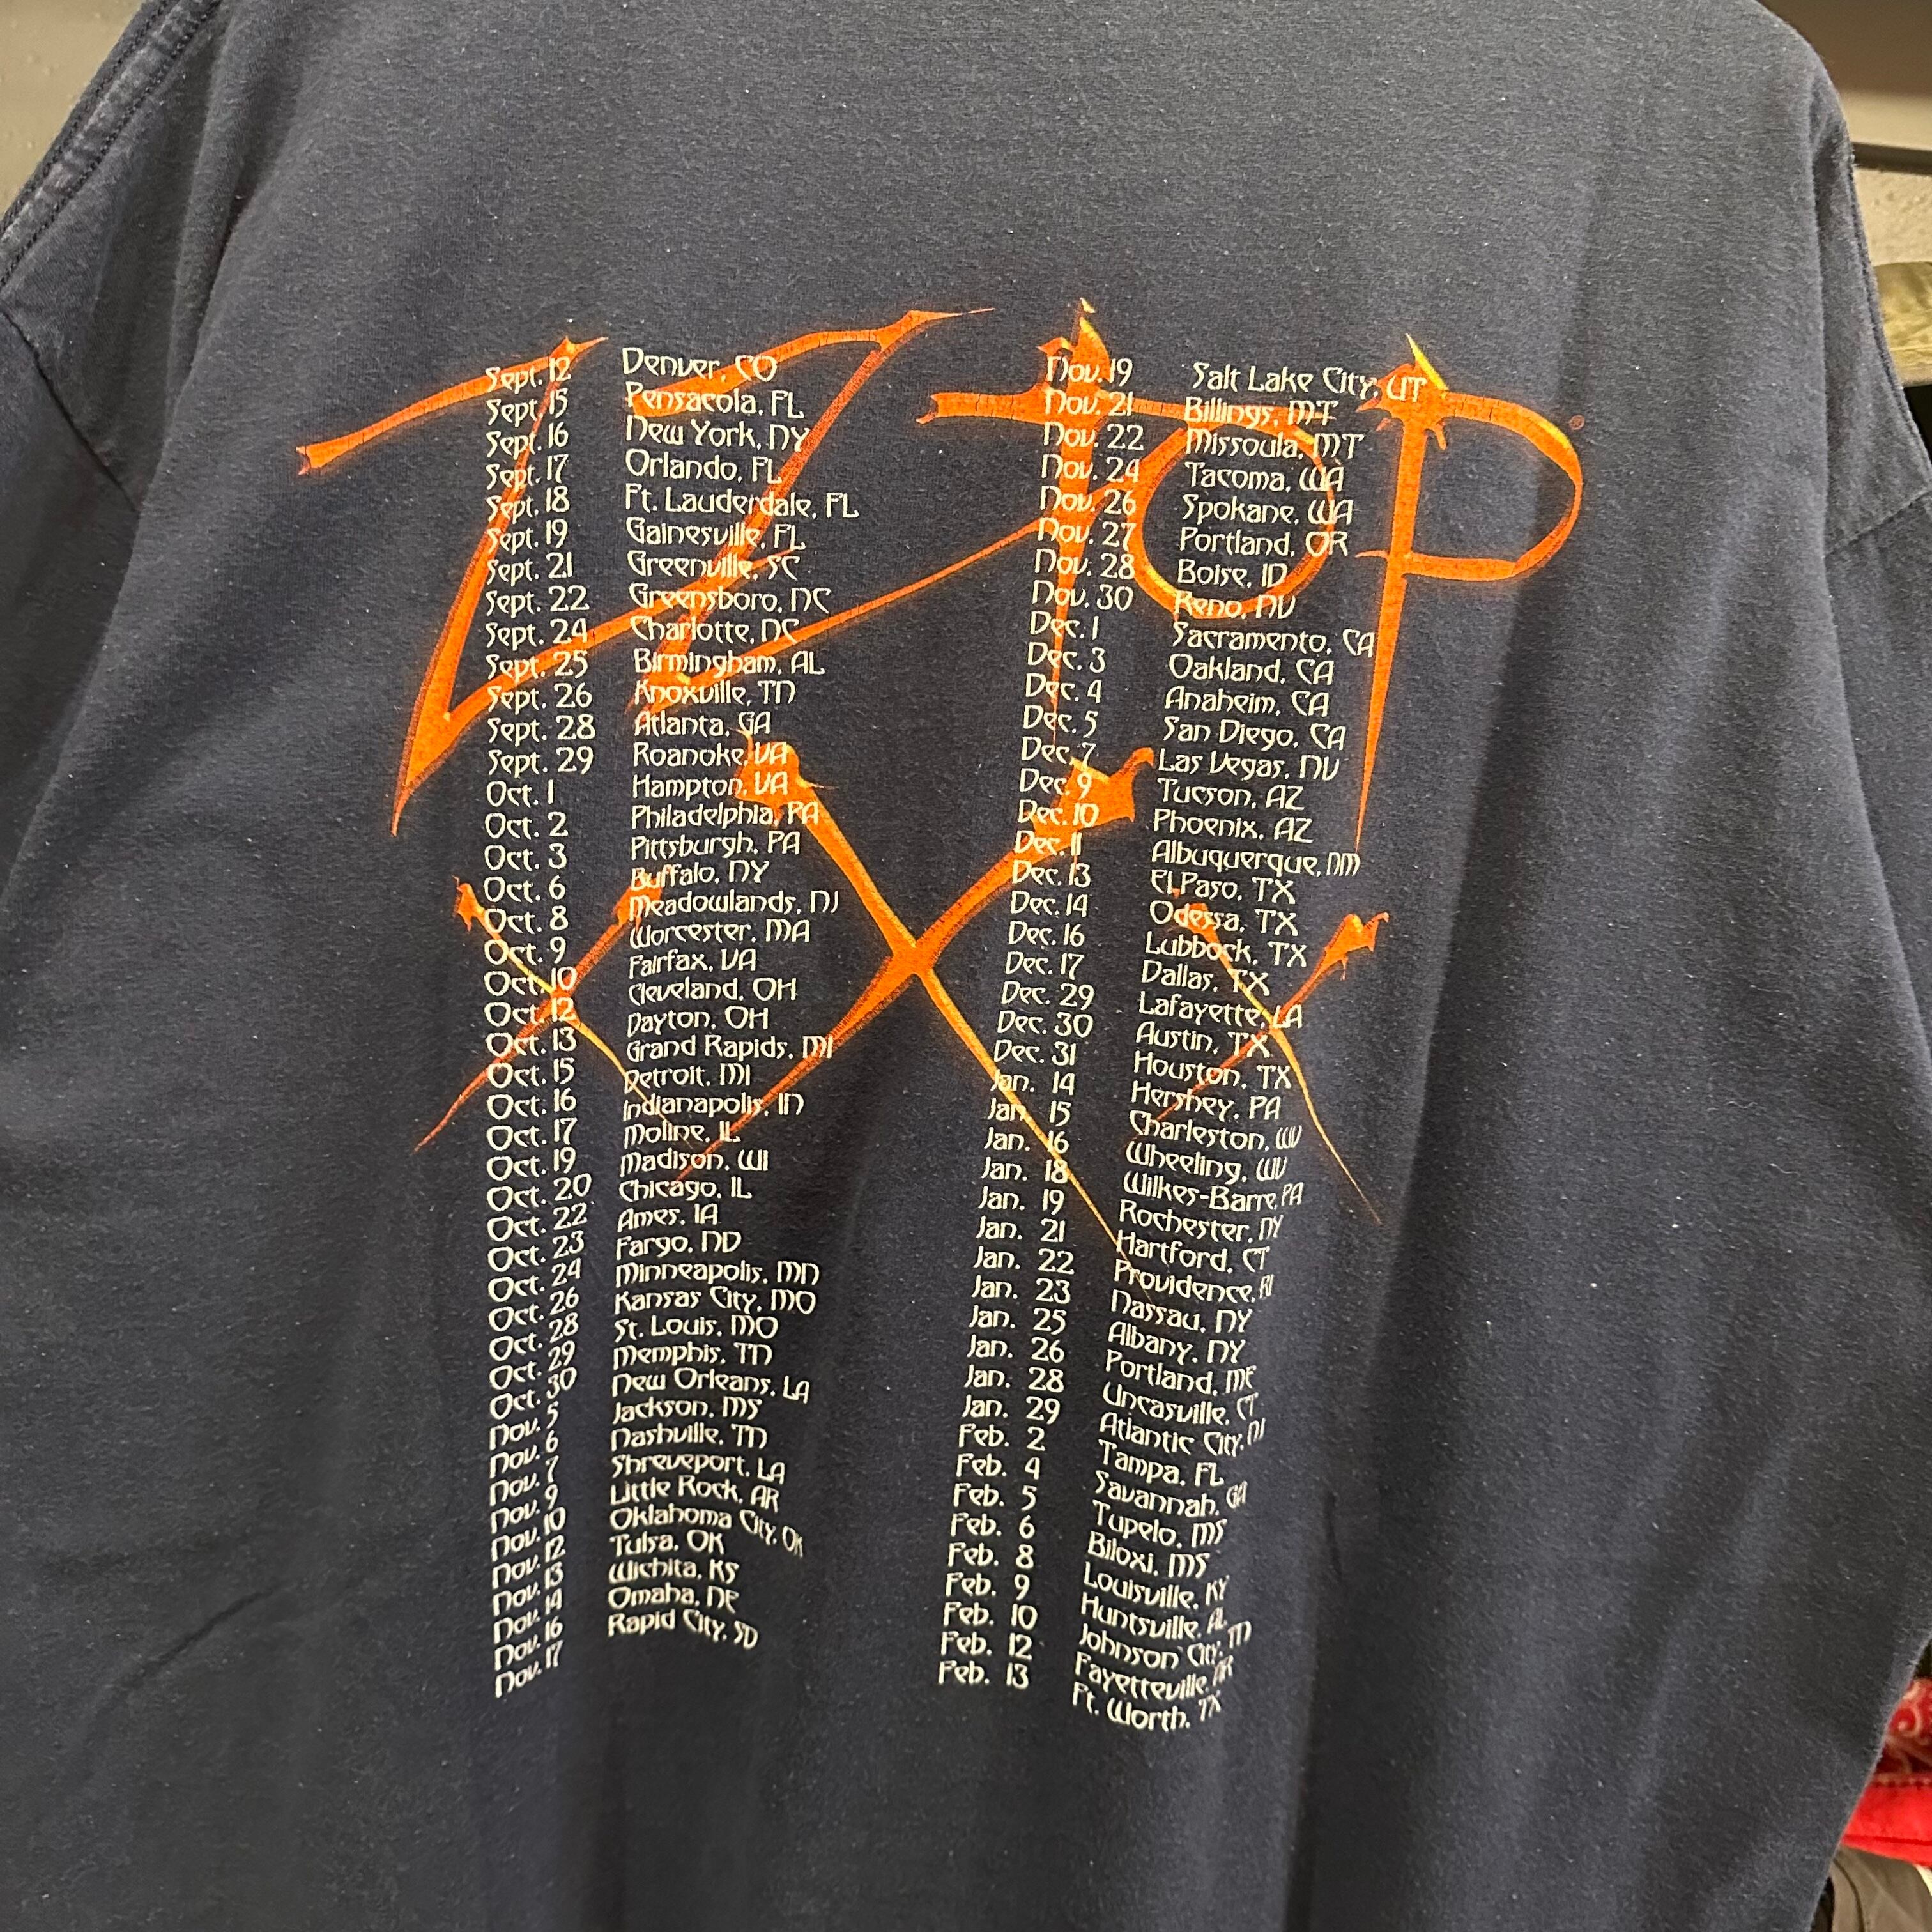 ZZ TOP ®
XXX
Sept. 12 Denver, CO
Sept. 15 Pensacola, FL
Sept. 16 New York, NY
Sept. 17 Orlando, FL
Sept. 18 Ft. Lauderdale, FL
Sept. 19 Gainesville, FL
Sept. 21 Greenville, SC
Sept. 22 Greensboro, NC
Sept. 24 Charlotte, NC
Sept. 25 Birmingham, AL
Sept. 26 Knoxville, TN
Sept. 28 Atlanta, GA
Sept. 29 Roanoke, VA
Oct. 1 Hampton, VA
Oct. 2 Philadelphia, PA
Oct. 3 Pittsburgh, PA
Oct. 6 Buffalo, NY
Oct. 8 Meadowlands, NJ
Oct. 9 Worcester, MA
Oct. 10 Fairfax, VA
Oct. 12 Cleveland, OH
Oct. 13 Dayton, OH
Oct. 15 Grand Rapids, MI
Oct. 16 Detroit, MI
Oct. 17 Indianapolis, IN
Oct. 19 Moline, IL
Oct. 20 Madison, WI
Oct. 22 Chicago, IL
Oct. 23 Ames, IA
Oct. 24 Fargo, ND
Oct. 26 Minneapolis, MN
Oct. 28 Kansas City, MO
Oct. 29 St. Louis, MO
Oct. 30 Memphis, TN
Nov. 5 New Orleans, LA
Nov. 6 Jackson, MS
Nov. 7 Nashville, TN
Nov. 9 Shreveport, LA
Nov. 10 Little Rock, AR
Nov. 12 Oklahoma City, OK
Nov. 13 Tulsa, OK
Nov. 14 Wichita, KS
Nov. 16 Omaha, NE
Nov. 17 Rapid City, SD
Nov. 19 Salt Lake City, UT
Nov. 21 Billings, MT
Nov. 22 Missoula, MT
Nov. 24 Tacoma, WA
Nov. 26 Spokane, WA
Nov. 27 Portland, OR
Nov. 28 Boise, ID
Nov. 30 Reno, NV
Dec. 1 Sacramento, CA
Dec. 3 Oakland, CA
Dec. 4 Anaheim, CA
Dec. 5 San Diego, CA
Dec. 7 Las Vegas, NV
Dec. 9 Tucson, AZ
Dec. 10 Phoenix, AZ
Dec. 11 Albuquerque, NM
Dec. 13 El Paso, TX
Dec. 14 Odessa, TX
Dec. 16 Lubbock, TX
Dec. 17 Dallas, TX
Dec. 29 Lafayette, LA
Dec. 30 Austin, TX
Dec. 31 Houston, TX
Jan. 14 Hershey, PA
Jan. 15 Charleston, WV
Jan. 16 Wheeling, WV
Jan. 18 Wilkes-Barre, PA
Jan. 19 Rochester, NY
Jan. 21 Hartford, CT
Jan. 22 Providence, RI
Jan. 23 Nassau, NY
Jan. 25 Albany, NY
Jan. 26 Portland, ME
Jan. 28 Uncasville, CT
Jan. 29 Atlantic City, NJ
Feb. 2 Tampa, FL
Feb. 4 Savannah, GA
Feb. 5 Tupelo, MS
Feb. 6 Biloxi, MS
Feb. 8 Louisville, KY
Feb. 9 Huntsville, AL
Feb. 10 Johnson City, TN
Feb. 12 Fayetteville, AR
Feb. 13 Ft. Worth, TX